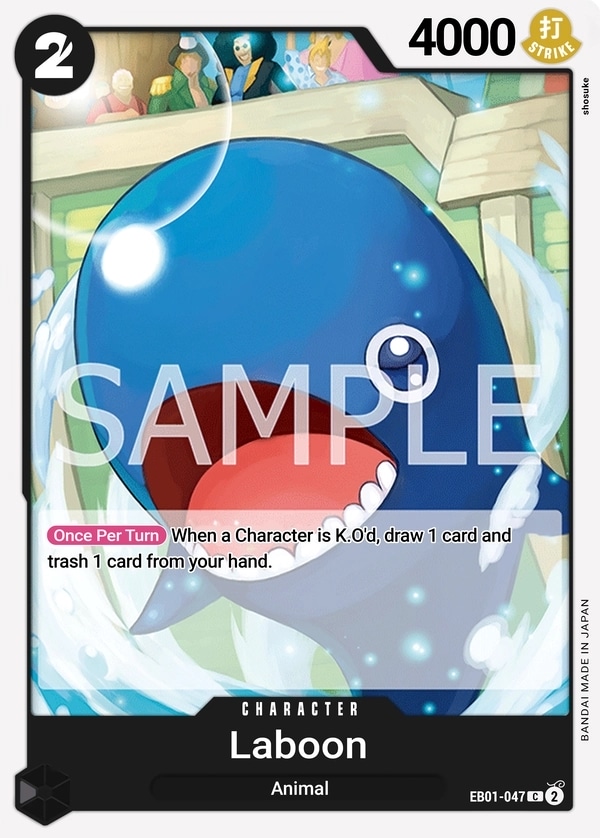 2
4000
打
STRIKE
shosuke
SAMPLE
Once Per Turn When a Character is K.O'd, draw 1 card and
trash 1 card from your hand.
BANDAI MADE IN JAPAN
CHARACTER
Laboon
Animal
EB01-047 C 2